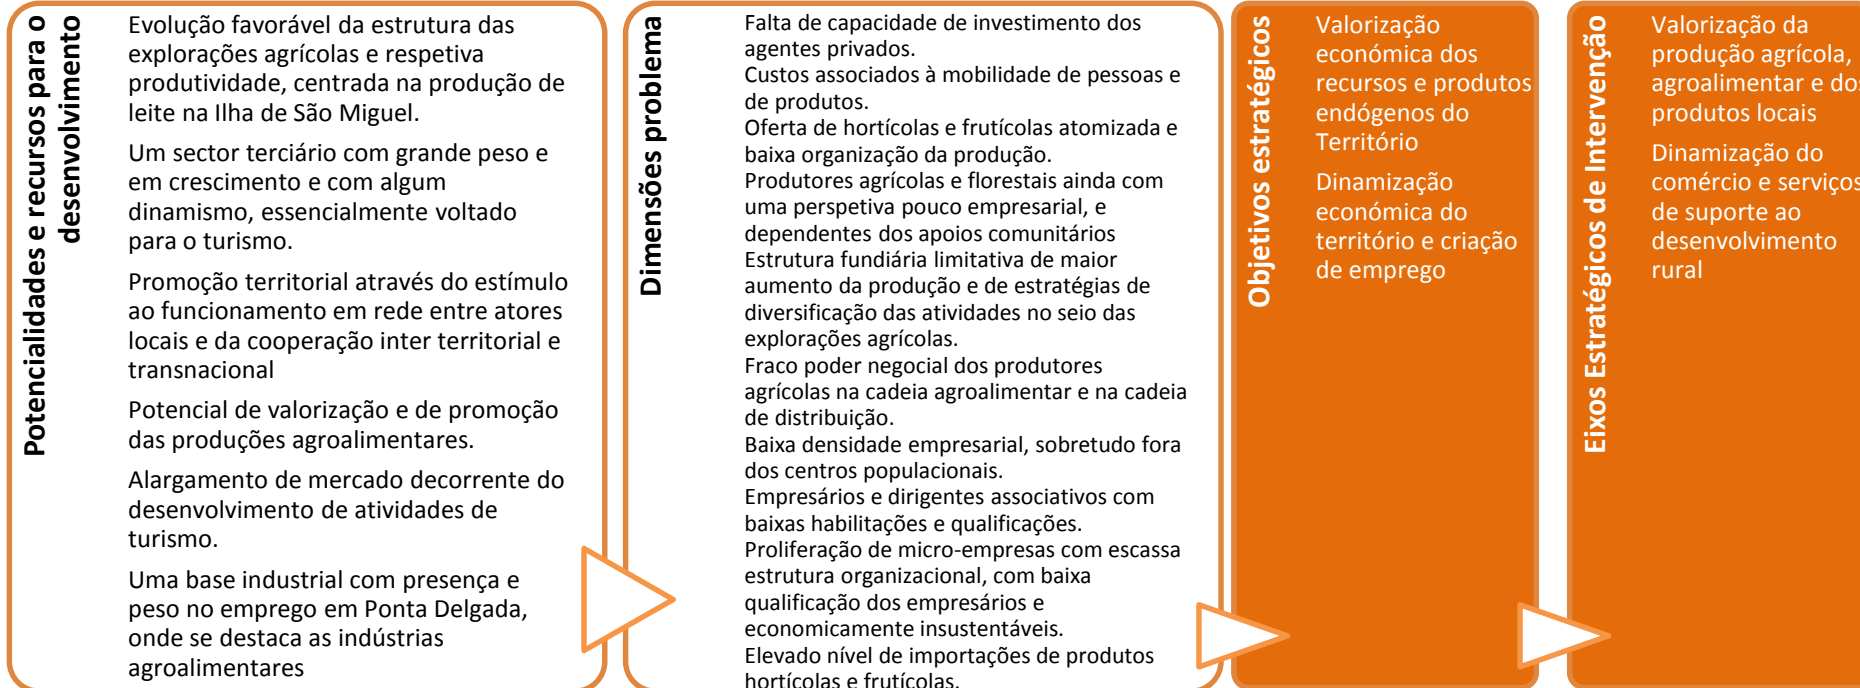 Potencialidades e recursos para o
desenvolvimento
Evolução favorável da estrutura das
explorações agrícolas e respetiva
produtividade, centrada na produção de
leite na Ilha de São Miguel.
Um sector terciário com grande peso e
em crescimento e com algum
dinamismo, essencialmente voltado
para o turismo.
Promoção territorial através do estímulo
ao funcionamento em rede entre atores
locais e da cooperação inter territorial e
transnacional
Potencial de valorização e de promoção
das produções agroalimentares.
Alargamento de mercado decorrente do
desenvolvimento de atividades de
turismo.
Uma base industrial com presença e
peso no emprego em Ponta Delgada,
onde se destaca as indústrias
agroalimentares
Dimensões problema
Falta de capacidade de investimento dos
agentes privados.
Custos associados à mobilidade de pessoas e
de produtos.
Oferta de hortícolas e frutícolas atomizada e
baixa organização da produção.
Produtores agrícolas e florestais ainda com
uma perspetiva pouco empresarial, e
dependentes dos apoios comunitários
Estrutura fundiária limitativa de maior
aumento da produção e de estratégias de
diversificação das atividades no seio das
explorações agrícolas.
Fraco poder negocial dos produtores
agrícolas na cadeia agroalimentar e na cadeia
de distribuição.
Baixa densidade empresarial, sobretudo fora
dos centros populacionais.
Empresários e dirigentes associativos com
baixas habilitações e qualificações.
Proliferação de micro-empresas com escassa
estrutura organizacional, com baixa
qualificação dos empresários e
economicamente insustentáveis.
Elevado nível de importações de produtos
hortícolas e frutícolas.
Objetivos estratégicos
Valorização
económica dos
recursos e produtos
endógenos do
Território
Dinamização
económica do
território e criação
de emprego
Eixos Estratégicos de Intervenção
Valorização da
produção agrícola,
agroalimentar e dos
produtos locais
Dinamização do
comércio e serviços
de suporte ao
desenvolvimento
rural